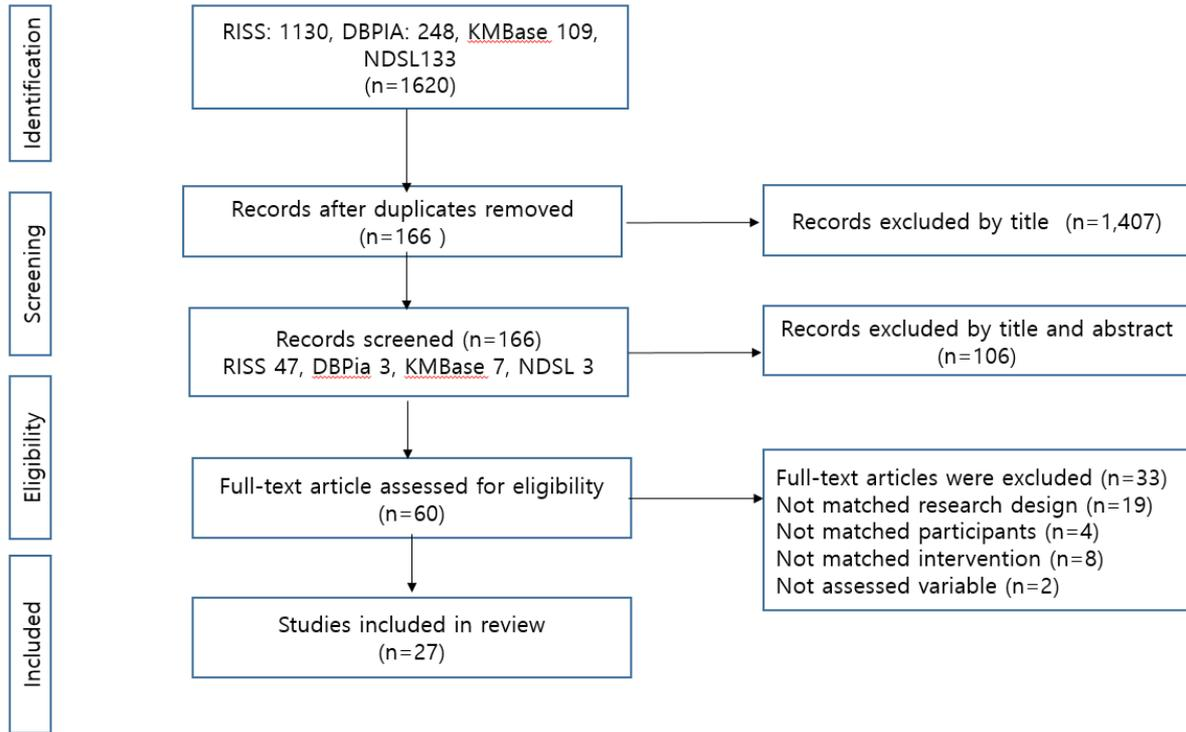 Identification
RISS: 1130, DBPIA: 248, KMBase 109,
NDSL133
(n=1620)
Screening
Records after duplicates removed
(n=166 )
Records excluded by title (n=1,407)
Records screened (n=166)
RISS 47, DBPia 3, KMBase 7, NDSL 3
Records excluded by title and abstract
(n=106)
Eligibility
Full-text article assessed for eligibility
(n=60)
Full-text articles were excluded (n=33)
Not matched research design (n=19)
Not matched participants (n=4)
Not matched intervention (n=8)
Not assessed variable (n=2)
Included
Studies included in review
(n=27)